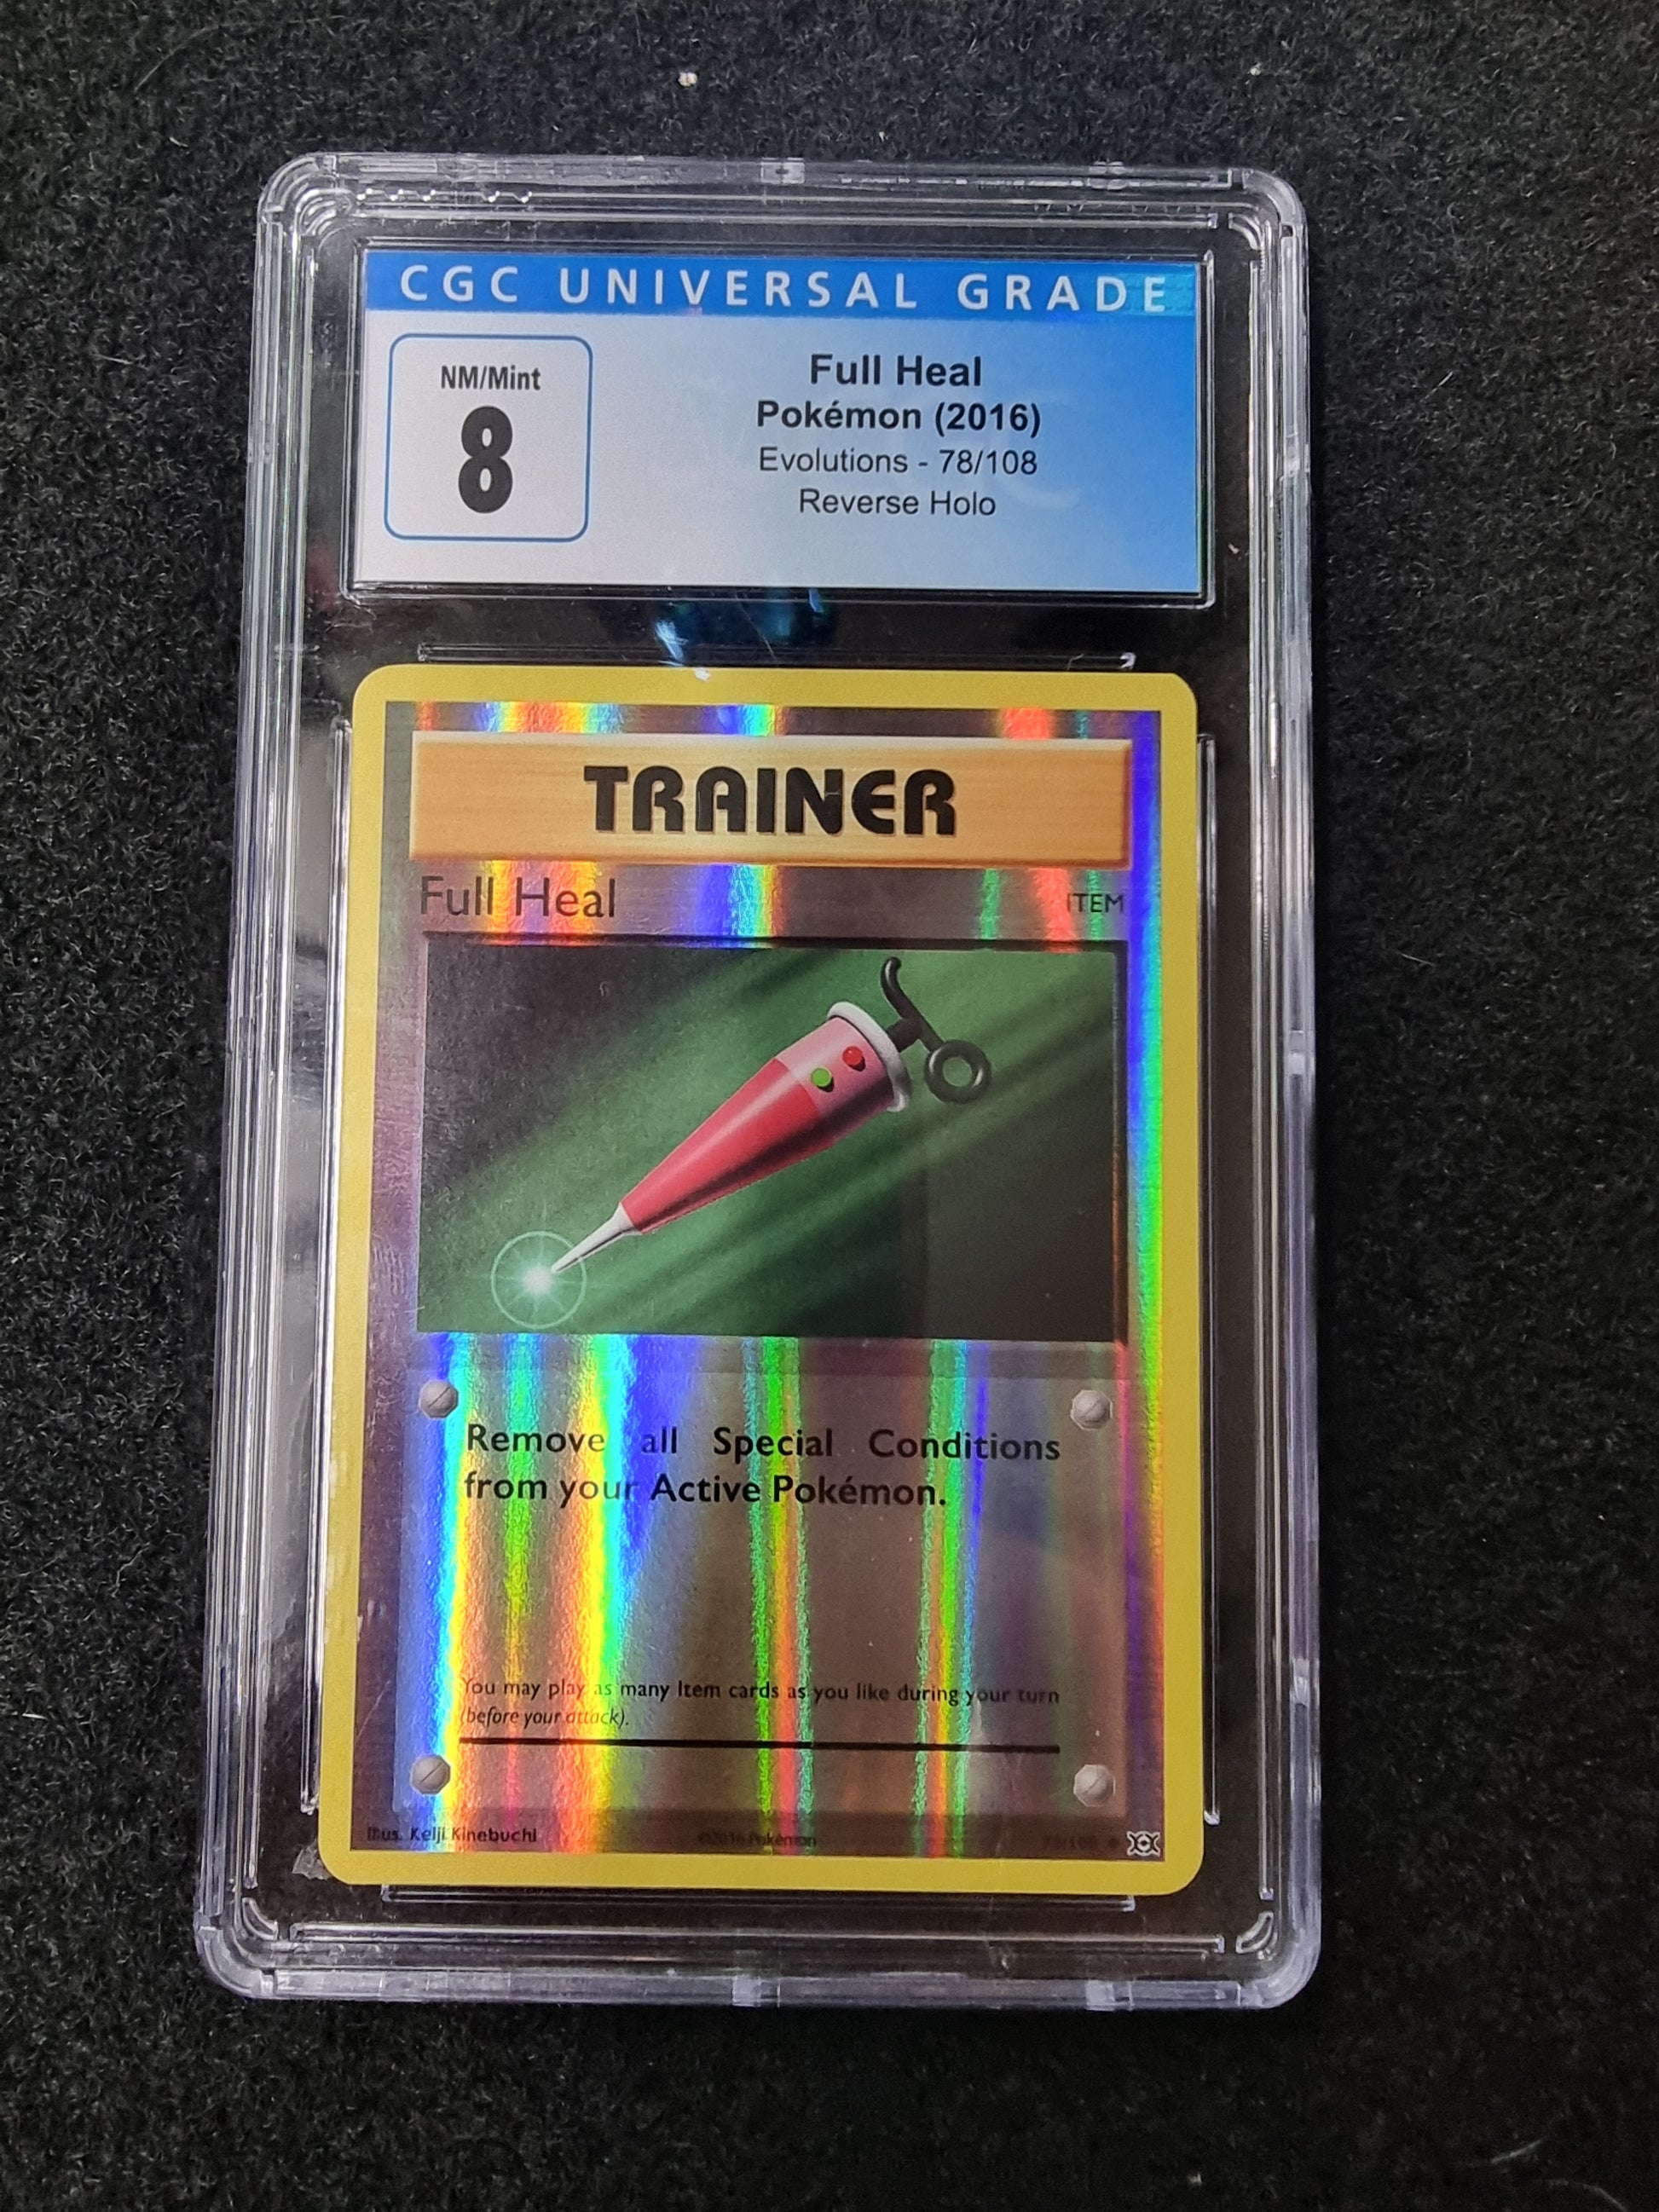 CGC UNIVERSAL GRADE
NM/Mint
8
Full Heal
Pokémon (2016)
Evolutions - 78/108
Reverse Holo
TRAINER
Full Heal
ITEM
Remove all Special Conditions
from your Active Pokémon.
You may play as many Item cards as you like during your turn
(before your attack).
Illus. Keiji Kinebuchi
©2016 Pokémon
78/108